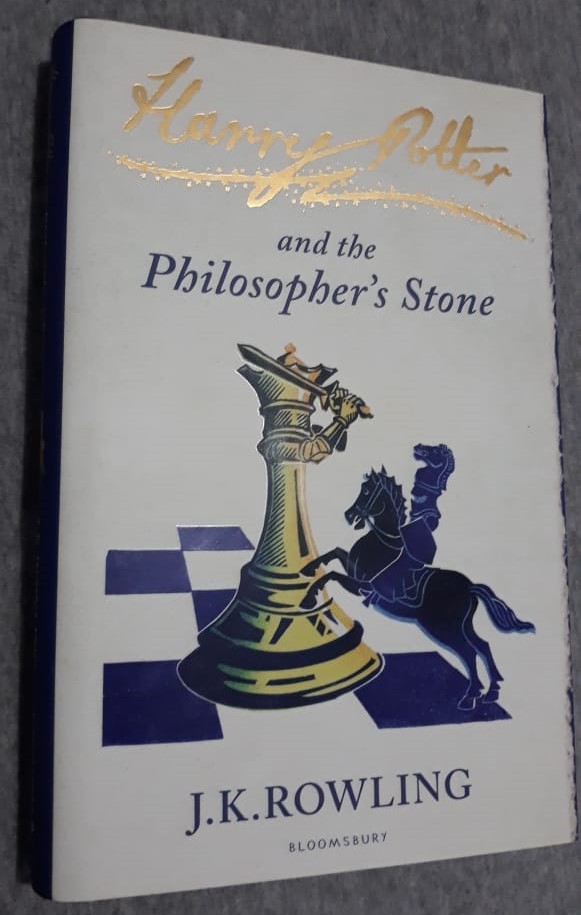 Harry Potter
and the
Philosopher's Stone
J.K.ROWLING
BLOOMSBURY